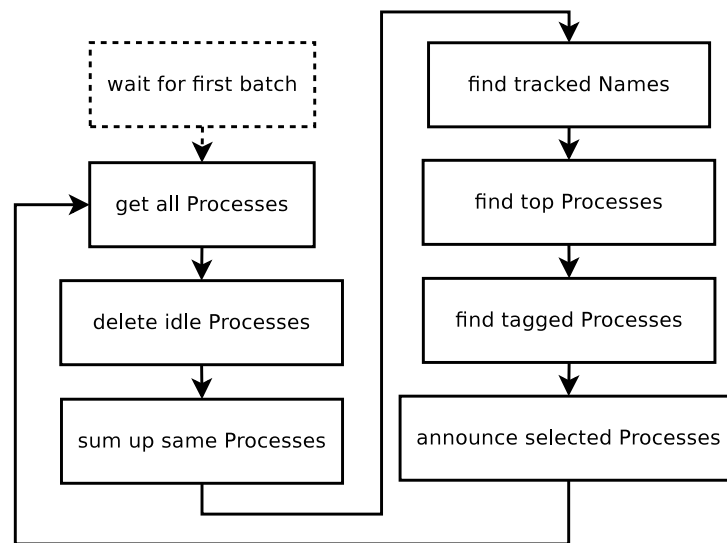 wait for first batch
get all Processes
delete idle Processes
sum up same Processes
find tracked Names
find top Processes
find tagged Processes
announce selected Processes